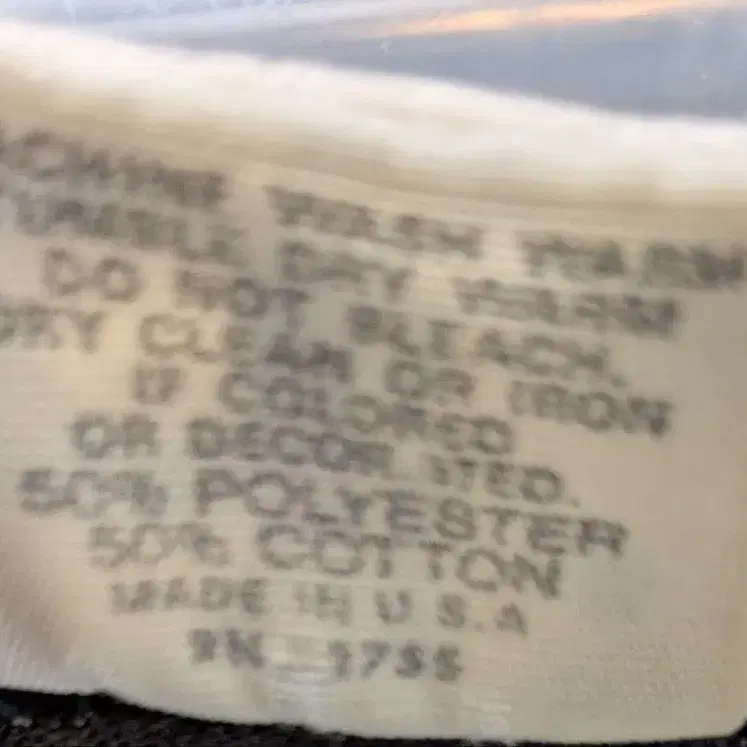 MACHINE WASH WARM
TUMBLE DRY WARM
DO NOT BLEACH,
DRY CLEAN OR IRON
IF COLORED
OR DECORATED.
50% POLYESTER
50% COTTON
MADE IN U.S.A